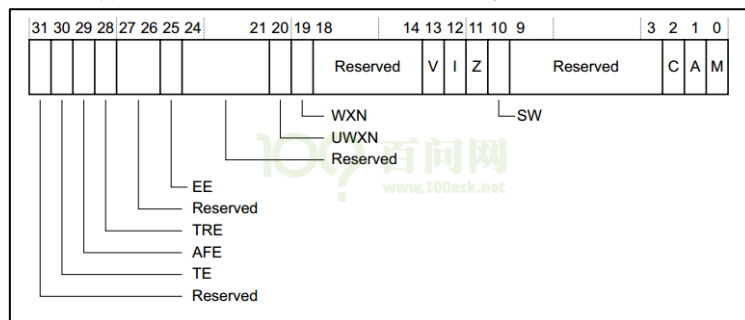 31 30 29 28 27 26 25 24 21 20 19 18 14 13 12 11 10 9 3 2 1 0
Reserved V I Z Reserved C A M
WXN SW
UWXN
Reserved
EE
Reserved
TRE
AFE
TE
Reserved
百问网
www.100ask.net